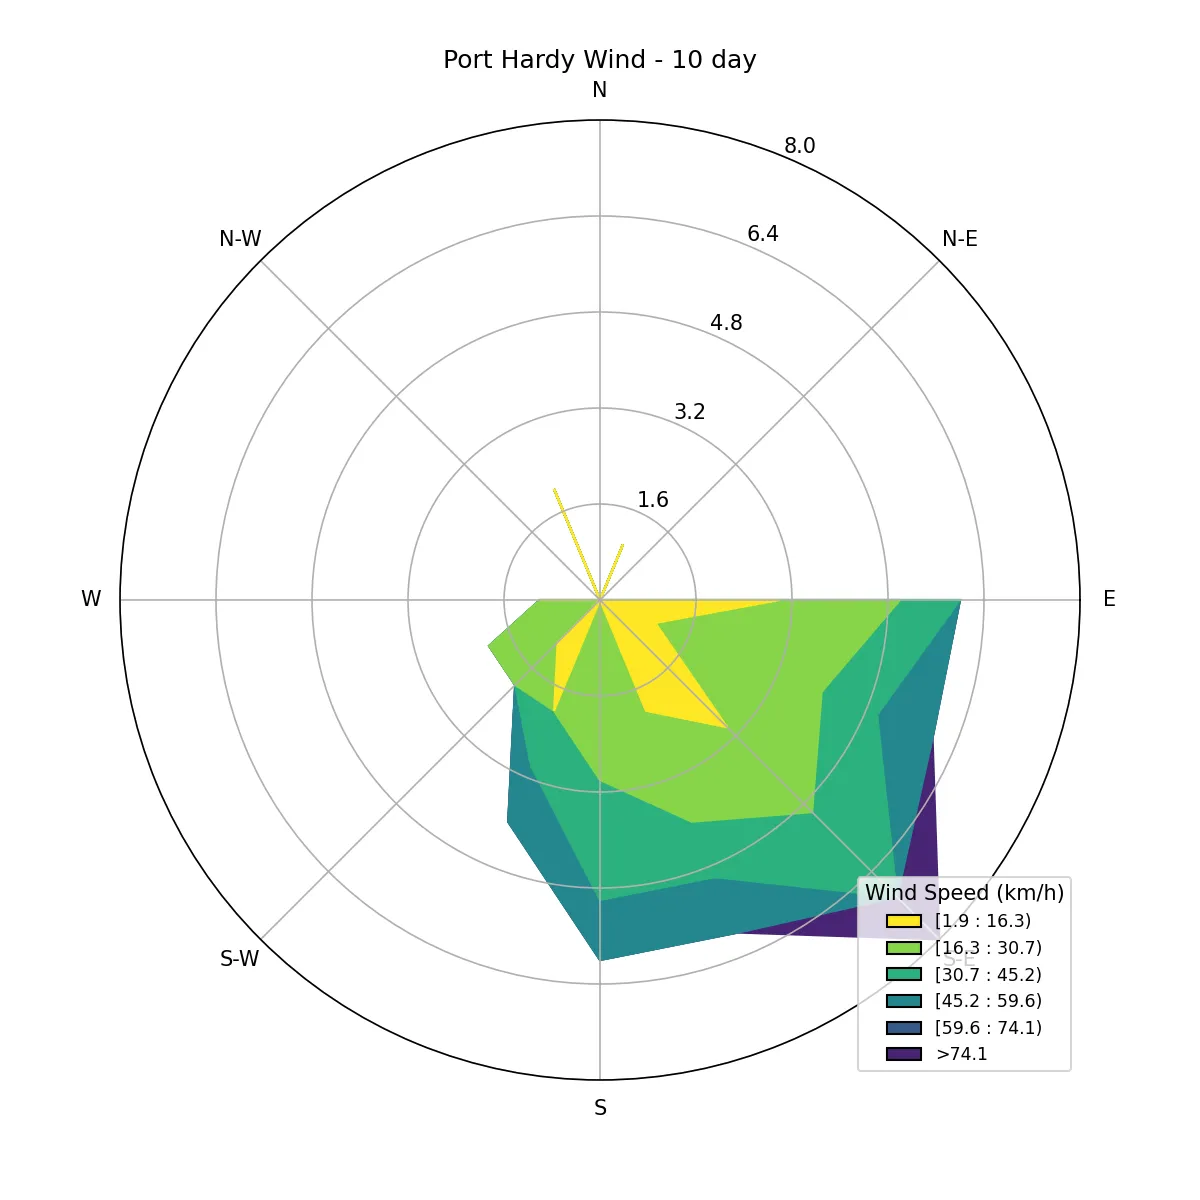 Port Hardy Wind - 10 day
N
8.0
N-W
6.4
N-E
4.8
3.2
1.6
W
E
Wind Speed (km/h)
[1.9 : 16.3)
[16.3 : 30.7)
S-W
S-E
[30.7 : 45.2)
[45.2 : 59.6)
[59.6 : 74.1)
>74.1
S